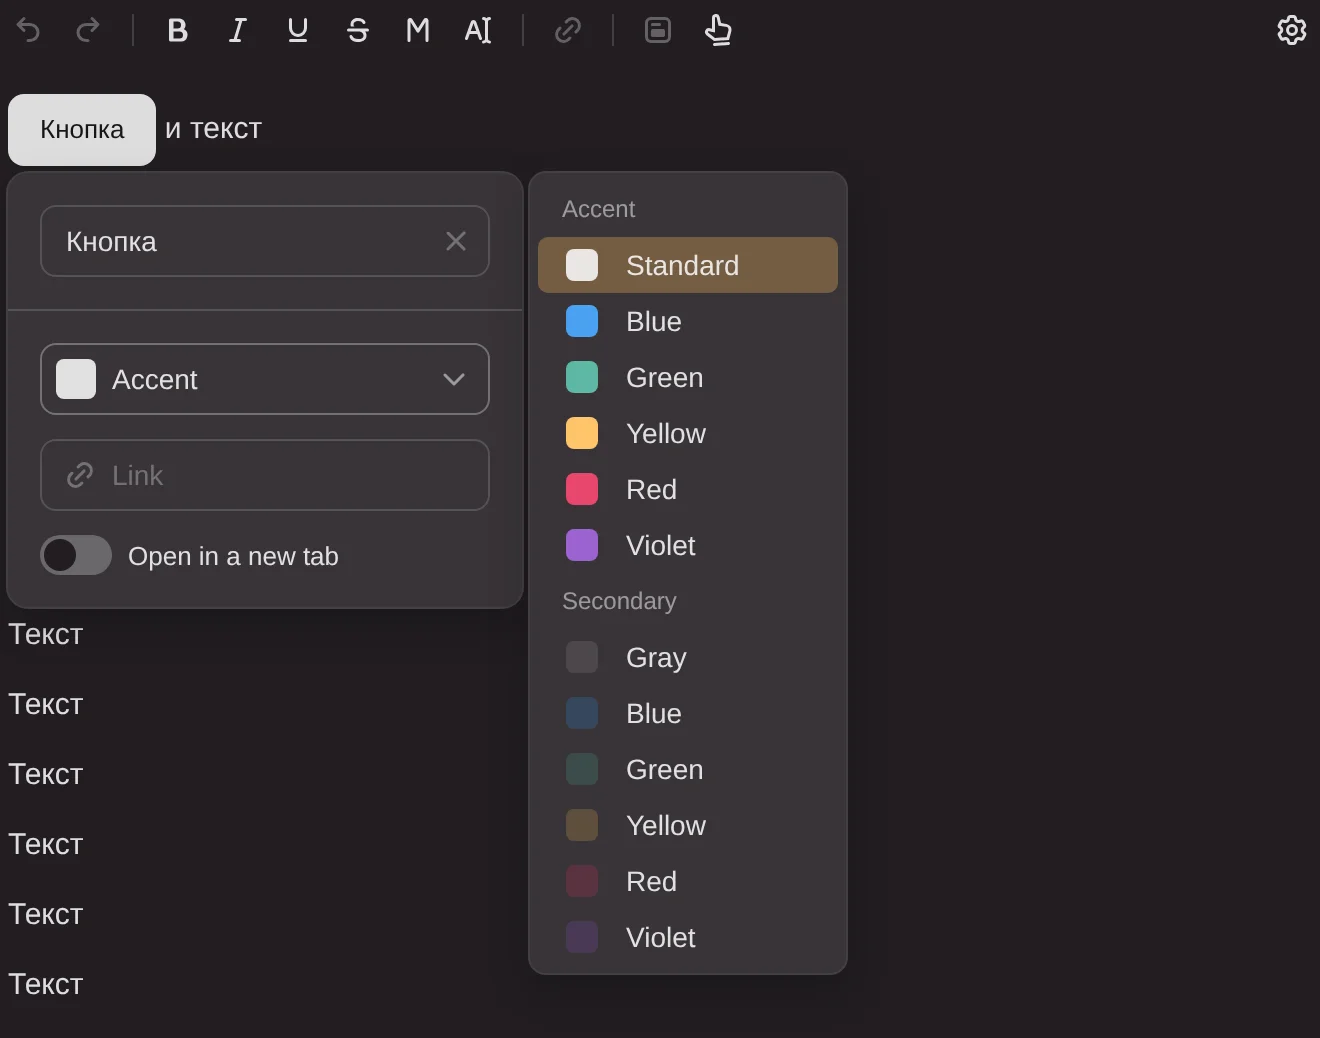 Кнопка и текст
Кнопка
Accent
Link
Open in a new tab
Accent
Standard
Blue
Green
Yellow
Red
Violet
Secondary
Gray
Blue
Green
Yellow
Red
Violet
Текст
Текст
Текст
Текст
Текст
Текст